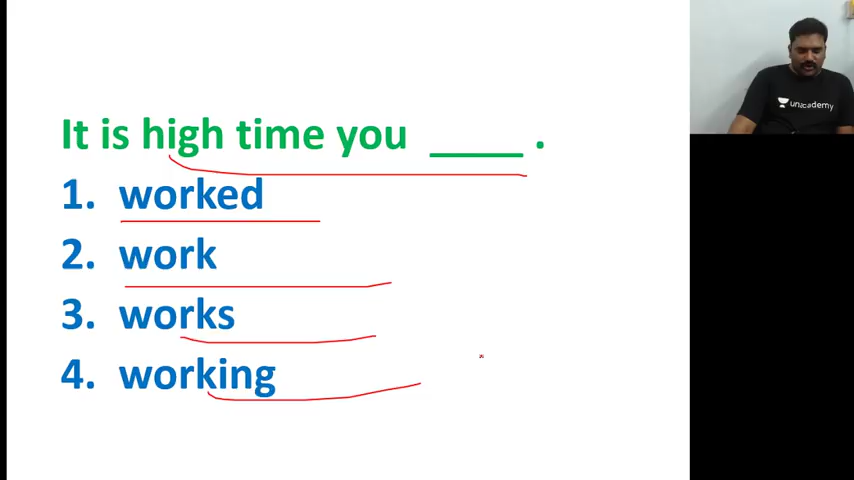 It is high time you _____ .
1. worked
2. work
3. works
4. working
unacademy